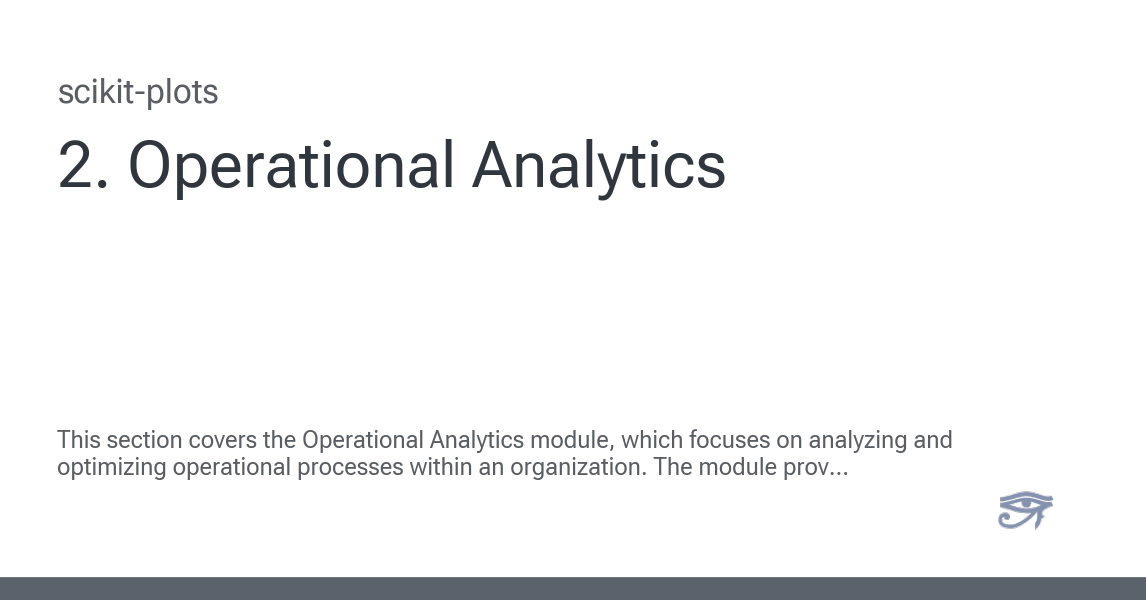 scikit-plots
2. Operational Analytics
This section covers the Operational Analytics module, which focuses on analyzing and
optimizing operational processes within an organization. The module prov...